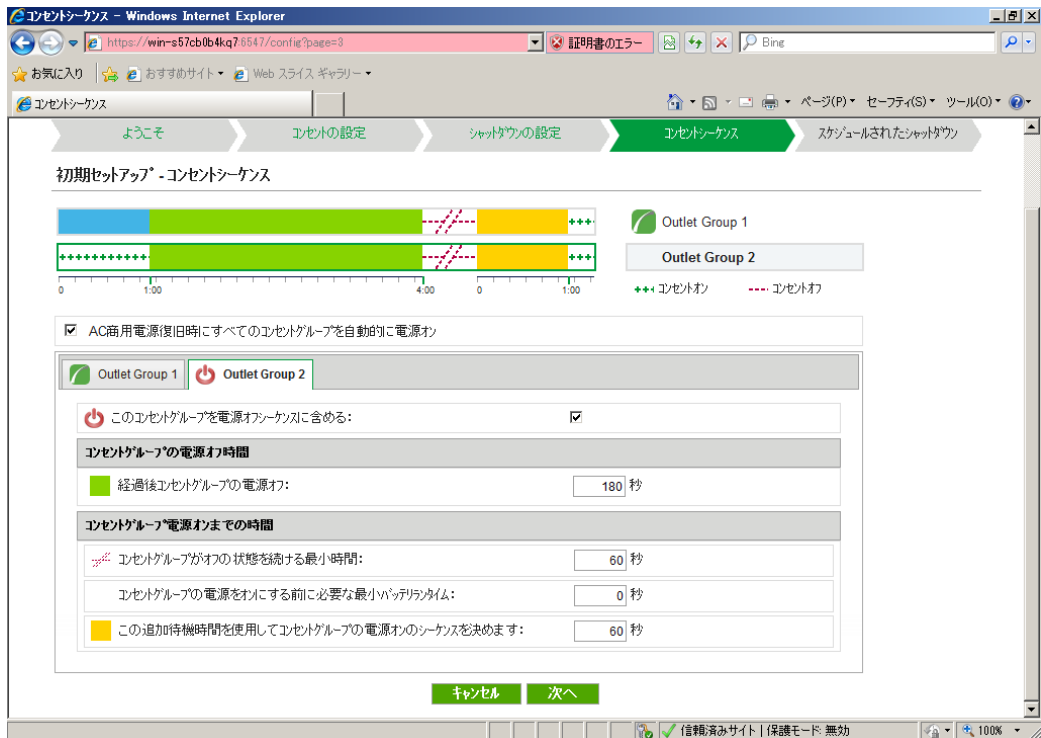 コンセントシーケンス - Windows Internet Explorer
https://win-s57cb0b4kq7:6547/config?page=3
証明書のエラー
Bing
お気に入り
おすすめサイト
Web スライス ギャラリー
コンセントシーケンス
ページ(P)
セーフティ(S)
ツール(O)
ようこそ
コンセントの設定
シャットダウンの設定
コンセントシーケンス
スケジュールされたシャットダウン
初期セットアップ - コンセントシーケンス
Outlet Group 1
Outlet Group 2
0 1:00 4:00 0 1:00
コンセントオン
コンセントオフ
AC商用電源復旧時にすべてのコンセントグループを自動的に電源オン
Outlet Group 1
Outlet Group 2
このコンセントグループを電源オフシーケンスに含める:
コンセントグループの電源オフ時間
経過後コンセントグループの電源オフ: 180 秒
コンセントグループ電源オンまでの時間
コンセントグループがオフの状態を続ける最小時間: 60 秒
コンセントグループの電源をオンにする前に必要な最小バッテリランタイム: 0 秒
この追加待機時間を使用してコンセントグループの電源オンのシーケンスを決めます: 60 秒
キャンセル
次へ
信頼済みサイト | 保護モード: 無効
100%